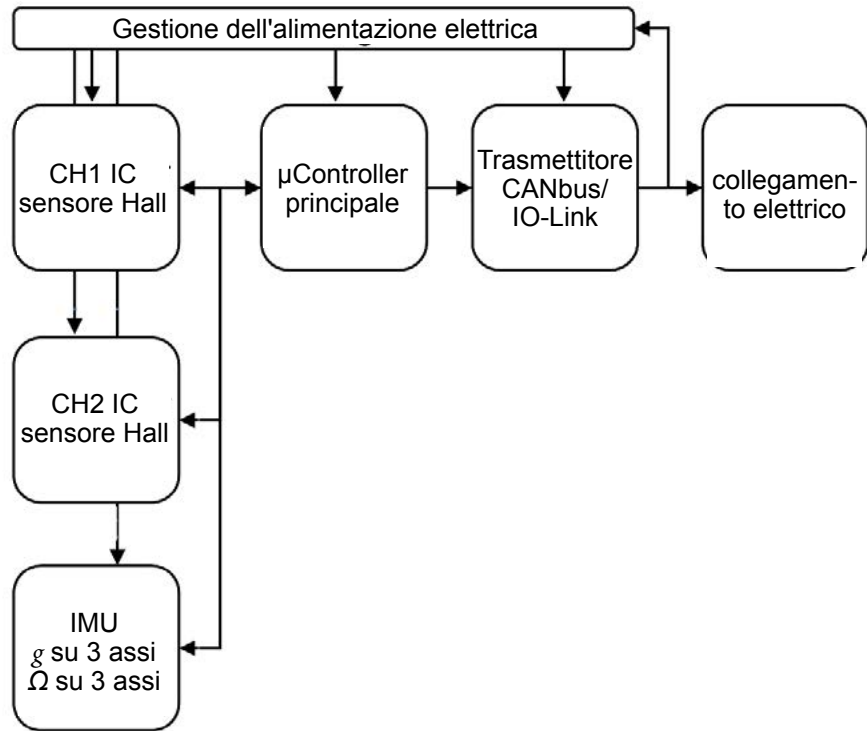 Gestione dell'alimentazione elettrica
CH1 IC
sensore Hall
µController
principale
Trasmettitore
CANbus/
IO-Link
collegamen-
to elettrico
CH2 IC
sensore Hall
IMU
g su 3 assi
Ω su 3 assi